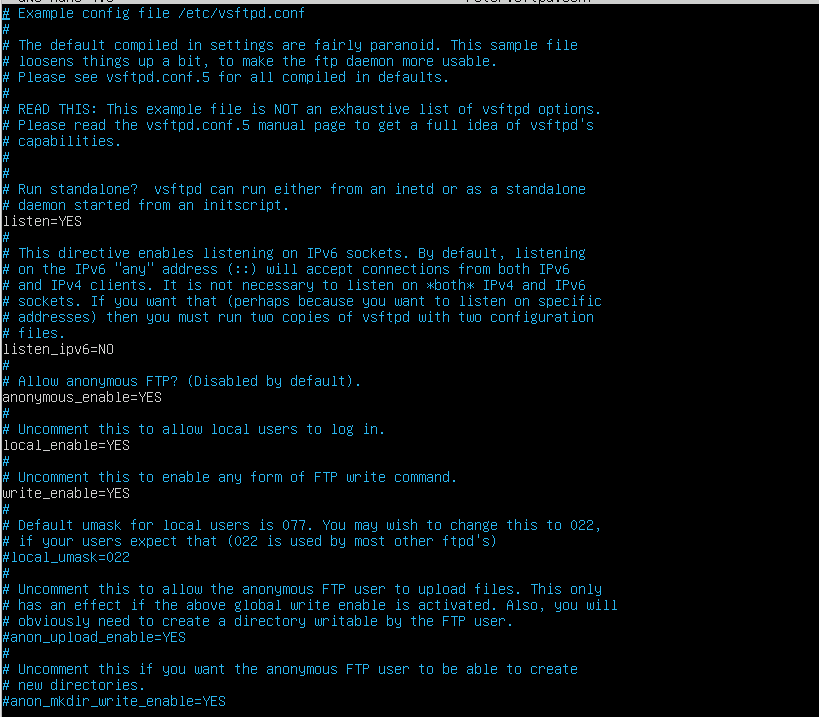 # Example config file /etc/vsftpd.conf
#
# The default compiled in settings are fairly paranoid. This sample file
# loosens things up a bit, to make the ftp daemon more usable.
# Please see vsftpd.conf.5 for all compiled in defaults.
#
# READ THIS: This example file is NOT an exhaustive list of vsftpd options.
# Please read the vsftpd.conf.5 manual page to get a full idea of vsftpd's
# capabilities.
#
#
# Run standalone?  vsftpd can run either from an inetd or as a standalone
# daemon started from an initscript.
listen=YES
#
# This directive enables listening on IPv6 sockets. By default, listening
# on the IPv6 "any" address (::) will accept connections from both IPv6
# and IPv4 clients. It is not necessary to listen on *both* IPv4 and IPv6
# sockets. If you want that (perhaps because you want to listen on specific
# addresses) then you must run two copies of vsftpd with two configuration
# files.
listen_ipv6=NO
#
# Allow anonymous FTP? (Disabled by default).
anonymous_enable=YES
#
# Uncomment this to allow local users to log in.
local_enable=YES
#
# Uncomment this to enable any form of FTP write command.
write_enable=YES
#
# Default umask for local users is 077. You may wish to change this to 022,
# if your users expect that (022 is used by most other ftpd's)
#local_umask=022
#
# Uncomment this to allow the anonymous FTP user to upload files. This only
# has an effect if the above global write enable is activated. Also, you will
# obviously need to create a directory writable by the FTP user.
#anon_upload_enable=YES
#
# Uncomment this if you want the anonymous FTP user to be able to create
# new directories.
#anon_mkdir_write_enable=YES